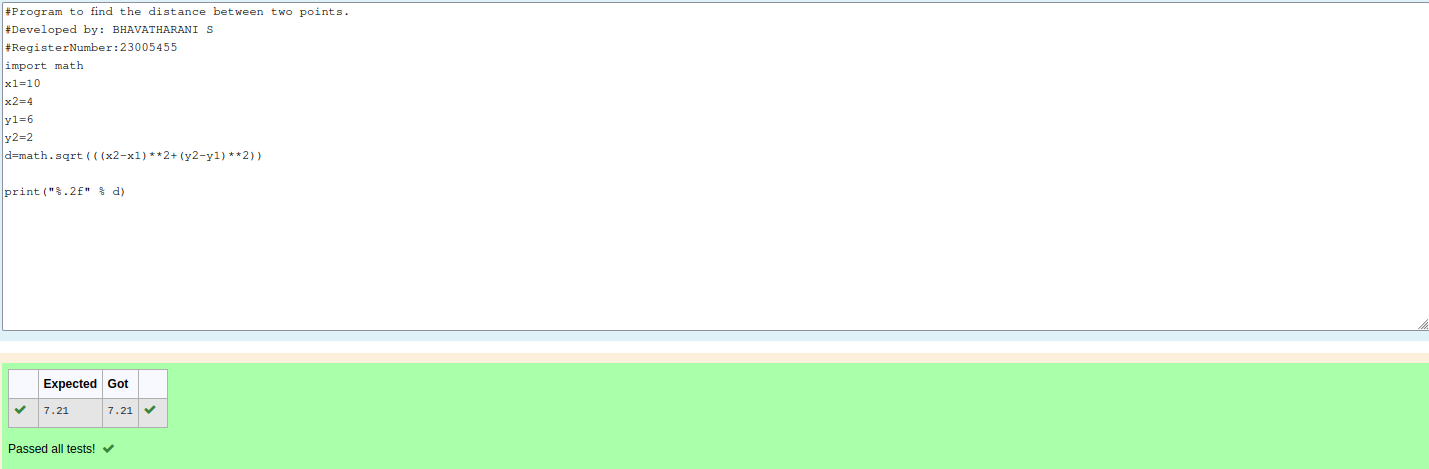 #Program to find the distance between two points.
#Developed by: BHAVATHARANI S
#RegisterNumber:23005455
import math
x1=10
x2=4
y1=6
y2=2
d=math.sqrt(((x2-x1)**2+(y2-y1)**2))
print("%.2f" % d)
Expected Got
7.21 7.21
Passed all tests!